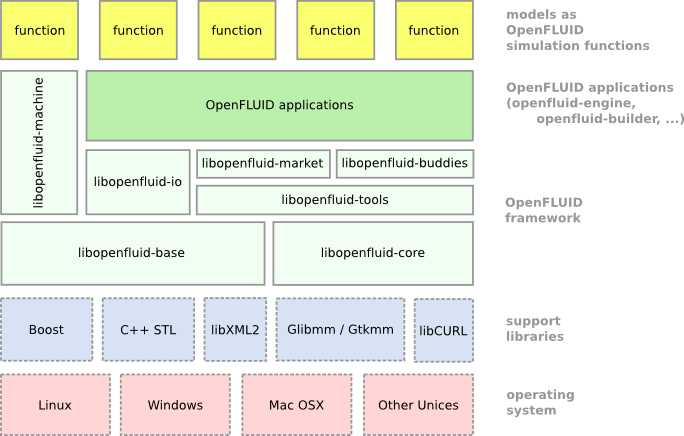 function
function
function
function
function
models as
OpenFLUID
simulation functions
libopenfluid-machine
OpenFLUID applications
OpenFLUID applications
(openfluid-engine,
openfluid-builder, ...)
libopenfluid-io
libopenfluid-market
libopenfluid-buddies
libopenfluid-tools
OpenFLUID
framework
libopenfluid-base
libopenfluid-core
Boost
C++ STL
libXML2
Glibmm / Gtkmm
libCURL
support
libraries
Linux
Windows
Mac OSX
Other Unices
operating
system